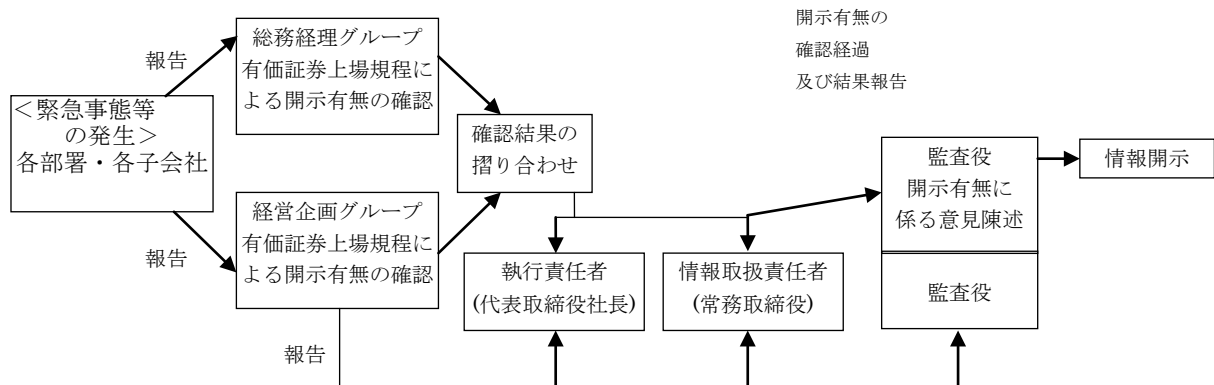 開示有無の
確認経過
及び結果報告
報告
総務経理グループ
有価証券上場規程に
よる開示有無の確認
<緊急事態等
の発生>
各部署・各子会社
確認結果の
摺り合わせ
監査役
開示有無に
係る意見陳述
情報開示
報告
経営企画グループ
有価証券上場規程に
よる開示有無の確認
執行責任者
(代表取締役社長)
情報取扱責任者
(常務取締役)
監査役
報告